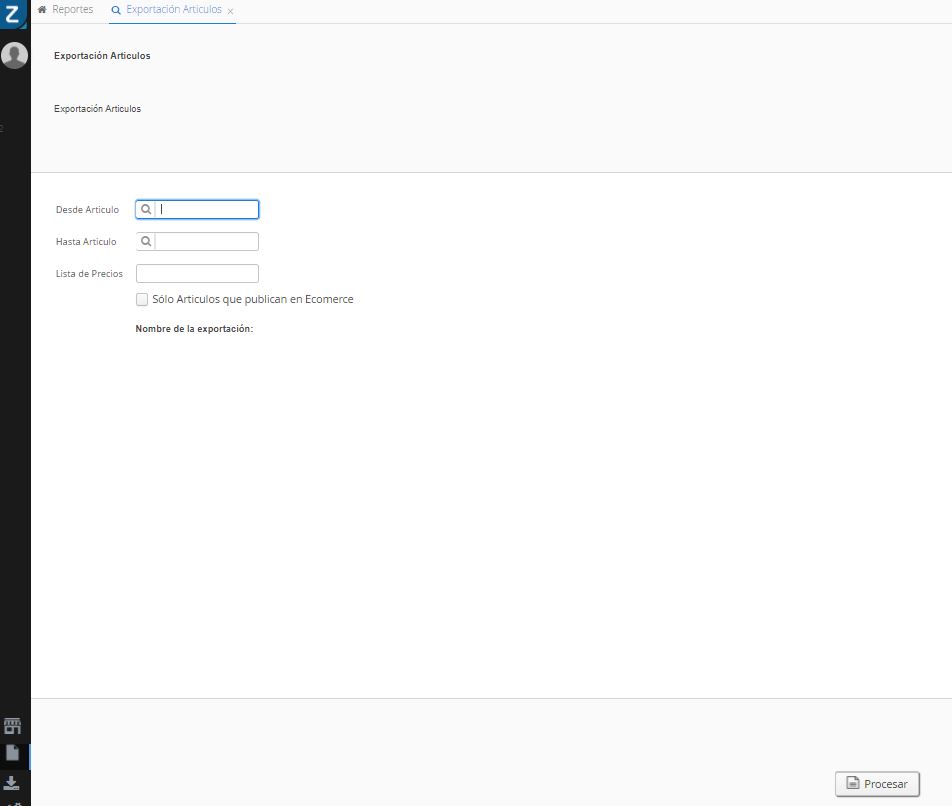 Z
Reportes
Exportación Articulos
Exportación Articulos
Exportación Articulos
Desde Articulo
Hasta Articulo
Lista de Precios
Sólo Articulos que publican en Ecomerce
Nombre de la exportación:
Procesar